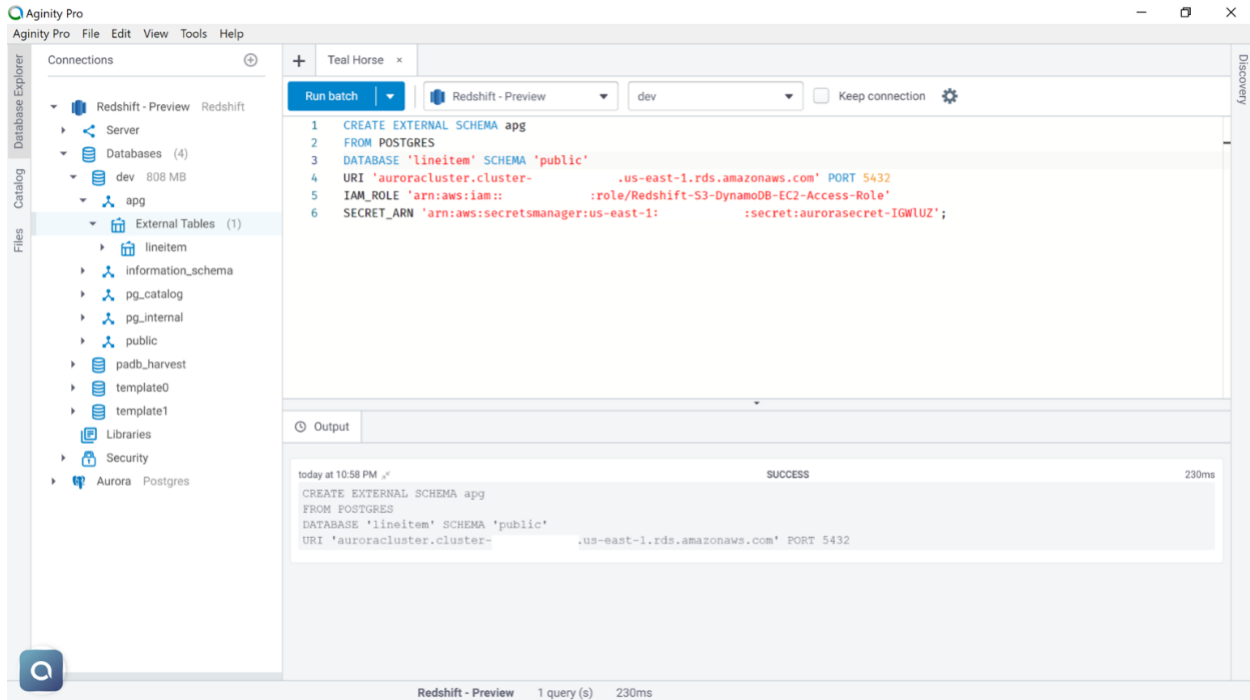 Aginity Pro
Aginity Pro File Edit View Tools Help
Database Explorer
Catalog
Files
Connections
Redshift - Preview Redshift
Server
Databases (4)
dev 808 MB
apg
External Tables (1)
lineitem
information_schema
pg_catalog
pg_internal
public
padb_harvest
template0
template1
Libraries
Security
Aurora Postgres
+ Teal Horse ×
Run batch Redshift - Preview dev Keep connection
1 CREATE EXTERNAL SCHEMA apg
2 FROM POSTGRES
3 DATABASE 'lineitem' SCHEMA 'public'
4 URI 'auroracluster.cluster- .us-east-1.rds.amazonaws.com' PORT 5432
5 IAM_ROLE 'arn:aws:iam:: :role/Redshift-S3-DynamoDB-EC2-Access-Role'
6 SECRET_ARN 'arn:aws:secretsmanager:us-east-1: :secret:aurorasecret-IGWlUZ';
Output
today at 10:58 PM SUCCESS 230ms
CREATE EXTERNAL SCHEMA apg
FROM POSTGRES
DATABASE 'lineitem' SCHEMA 'public'
URI 'auroracluster.cluster- .us-east-1.rds.amazonaws.com' PORT 5432
Redshift - Preview 1 query (s) 230ms
Discovery